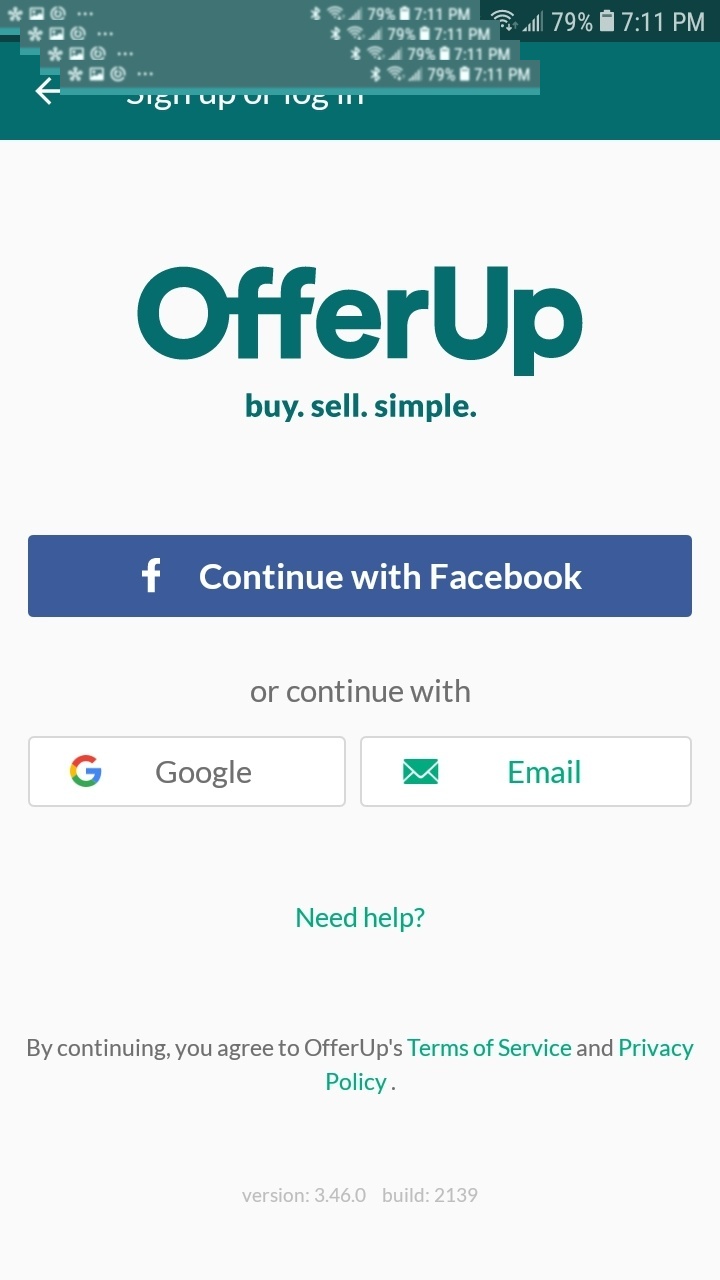 79% 7:11 PM
79% 7:11 PM
79% 7:11 PM
79% 7:11 PM
79% 7:11 PM
Sign up or log in
OfferUp
buy. sell. simple.
f Continue with Facebook
or continue with
G Google
Email
Need help?
By continuing, you agree to OfferUp's Terms of Service and Privacy
Policy .
version: 3.46.0 build: 2139